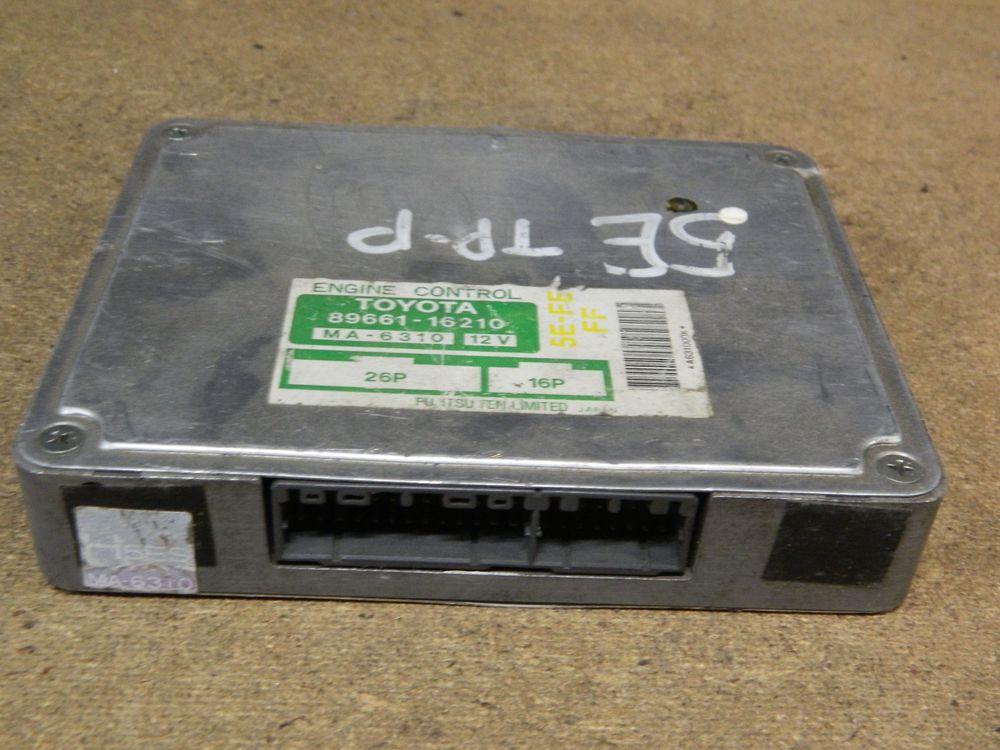 5E TR-P
ENGINE CONTROL
TOYOTA
89661-16210
MA-6310 12V
5E-FE
FF
26P 16P
FUJITSU TEN LIMITED JAPAN
MA-6310